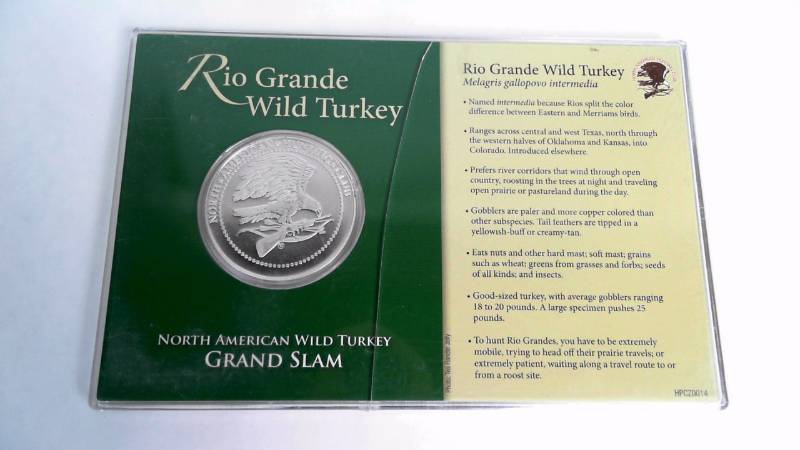 Rio Grande
Wild Turkey
NORTH AMERICAN
CLUB
NORTH AMERICAN WILD TURKEY
GRAND SLAM
Rio Grande Wild Turkey
Melagris gallopovo intermedia
• Named intermedia because Rios split the color
difference between Eastern and Merriams birds.
• Ranges across central and west Texas, north through
the western halves of Oklahoma and Kansas, into
Colorado. Introduced elsewhere.
• Prefers river corridors that wind through open
country, roosting in the trees at night and traveling
open prairie or pastureland during the day.
• Gobblers are paler and more copper colored than
other subspecies. Tail feathers are tipped in a
yellowish-buff or creamy-tan.
• Eats nuts and other hard mast; soft mast; grains
such as wheat; greens from grasses and forbs; seeds
of all kinds; and insects.
• Good-sized turkey, with average gobblers ranging
18 to 20 pounds. A large specimen pushes 25
pounds.
• To hunt Rio Grandes, you have to be extremely
mobile, trying to head off their prairie travels; or
extremely patient, waiting along a travel route to or
from a roost site.
HPCZ0014